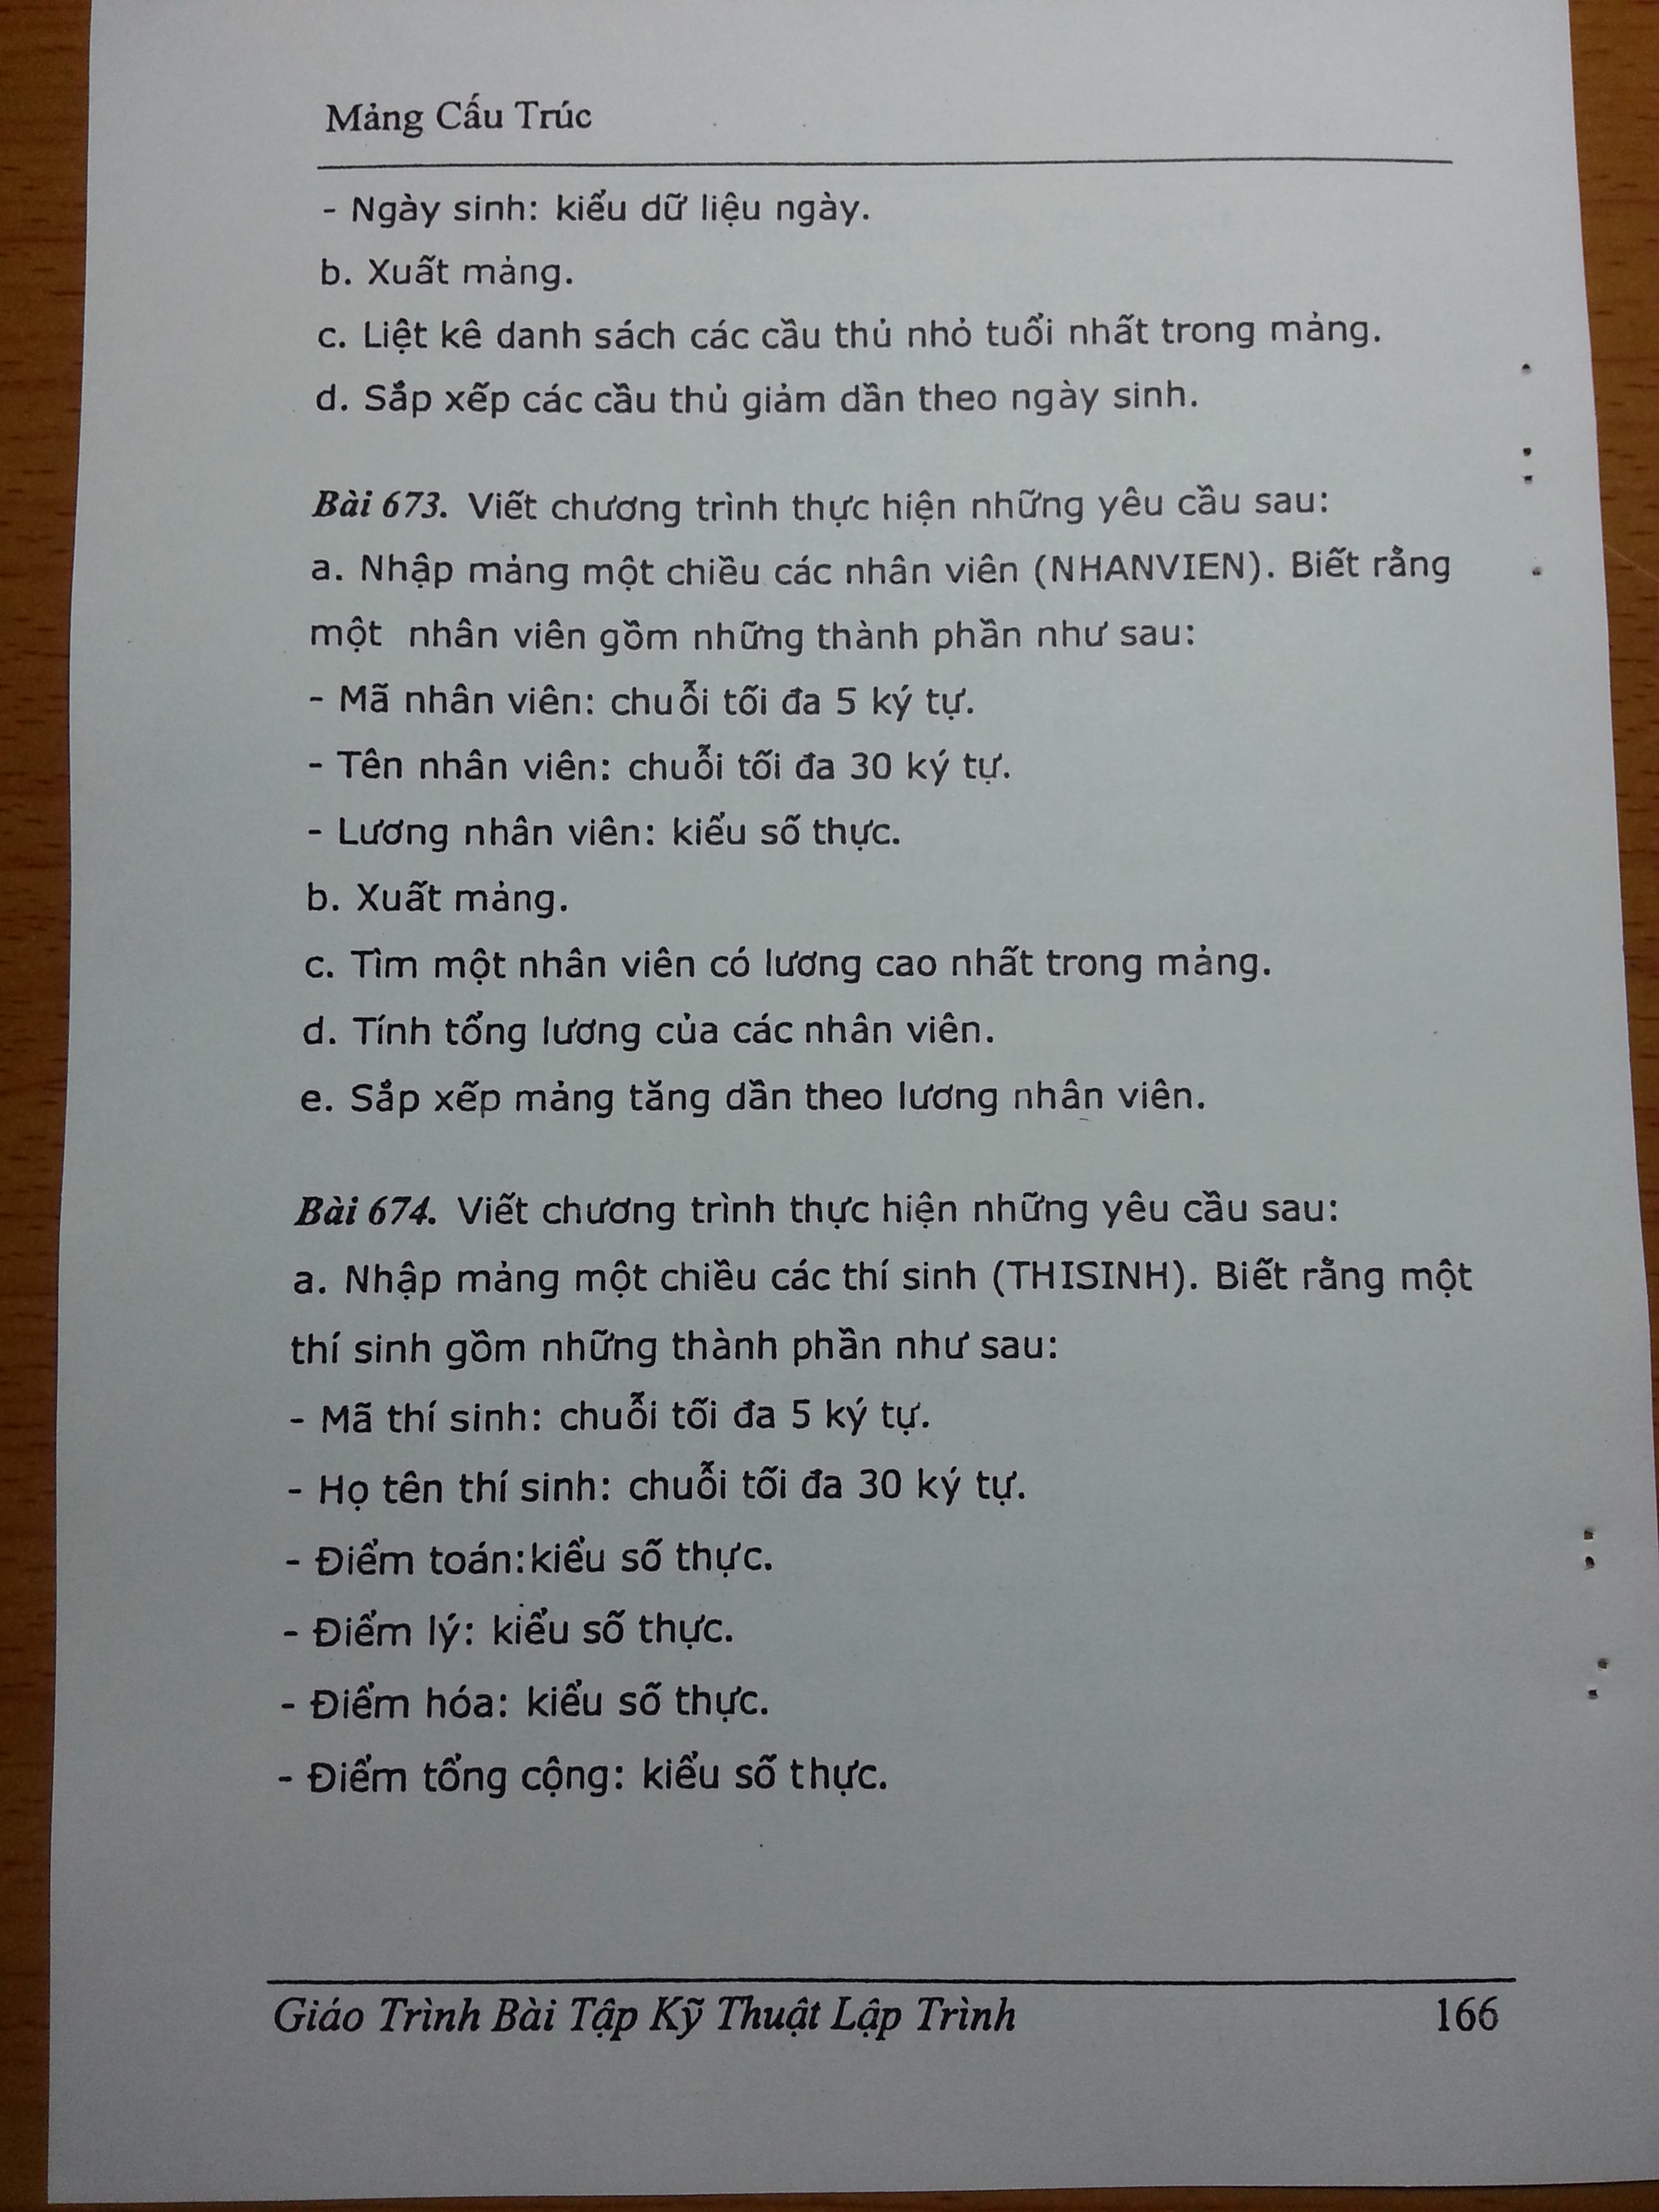 Mảng Cấu Trúc
- Ngày sinh: kiểu dữ liệu ngày.
b. Xuất mảng.
c. Liệt kê danh sách các cầu thủ nhỏ tuổi nhất trong mảng.
d. Sắp xếp các cầu thủ giảm dần theo ngày sinh.
Bài 673. Viết chương trình thực hiện những yêu cầu sau:
a. Nhập mảng một chiều các nhân viên (NHANVIEN). Biết rằng
một nhân viên gồm những thành phần như sau:
- Mã nhân viên: chuỗi tối đa 5 ký tự.
- Tên nhân viên: chuỗi tối đa 30 ký tự.
- Lương nhân viên: kiểu số thực.
b. Xuất mảng.
c. Tìm một nhân viên có lương cao nhất trong mảng.
d. Tính tổng lương của các nhân viên.
e. Sắp xếp mảng tăng dần theo lương nhân viên.
Bài 674. Viết chương trình thực hiện những yêu cầu sau:
a. Nhập mảng một chiều các thí sinh (THISINH). Biết rằng một
thí sinh gồm những thành phần như sau:
- Mã thí sinh: chuỗi tối đa 5 ký tự.
- Họ tên thí sinh: chuỗi tối đa 30 ký tự.
- Điểm toán:kiểu số thực.
- Điểm lý: kiểu số thực.
- Điểm hóa: kiểu số thực.
- Điểm tổng cộng: kiểu số thực.
Giáo Trình Bài Tập Kỹ Thuật Lập Trình 166